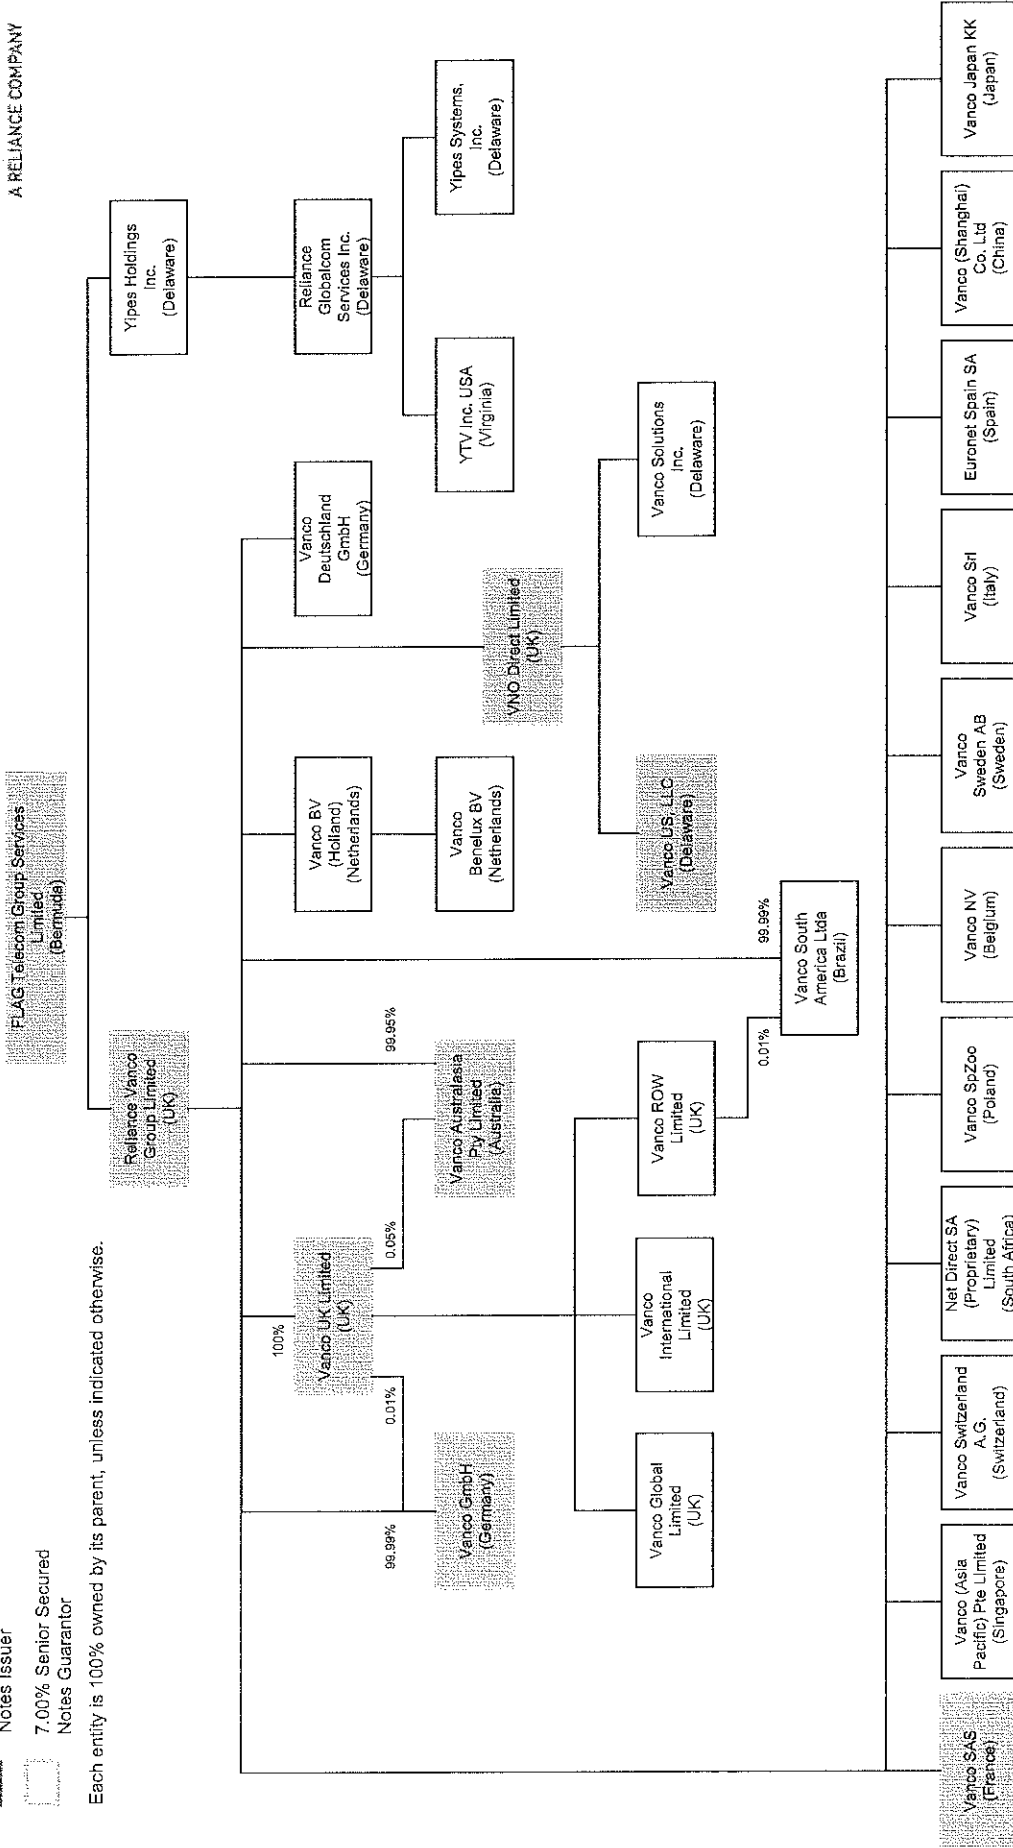 A RELIANCE COMPANY
Notes Issuer
7.00% Senior Secured
Notes Guarantor
Each entity is 100% owned by its parent, unless indicated otherwise.
FLAG Telecom Group Services
Limited
(Bermuda)
Reliance Vanco
Group Limited
(UK)
Yipes Holdings
Inc.
(Delaware)
100%
Vanco UK Limited
(UK)
Vanco BV
(Holland)
(Netherlands)
Vanco
Deutschland
GmbH
(Germany)
Reliance
Globalcom
Services Inc.
(Delaware)
99.99%
0.01%
0.05%
99.95%
Vanco GmbH
(Germany)
Vanco Australasia
Pty Limited
(Australia)
Vanco
Benelux BV
(Netherlands)
VNO Direct Limited
(UK)
YTV Inc. USA
(Virginia)
Yipes Systems,
Inc.
(Delaware)
Vanco Global
Limited
(UK)
Vanco
International
Limited
(UK)
Vanco ROW
Limited
(UK)
Vanco US, LLC
(Delaware)
Vanco Solutions
Inc.
(Delaware)
0.01%
99.99%
Vanco South
America Ltda
(Brazil)
Vanco SAS
(France)
Vanco (Asia
Pacific) Pte Limited
(Singapore)
Vanco Switzerland
A.G.
(Switzerland)
Net Direct SA
(Proprietary)
Limited
(South Africa)
Vanco SpZoo
(Poland)
Vanco NV
(Belgium)
Vanco
Sweden AB
(Sweden)
Vanco Srl
(Italy)
Euronet Spain SA
(Spain)
Vanco (Shanghai)
Co. Ltd
(China)
Vanco Japan KK
(Japan)